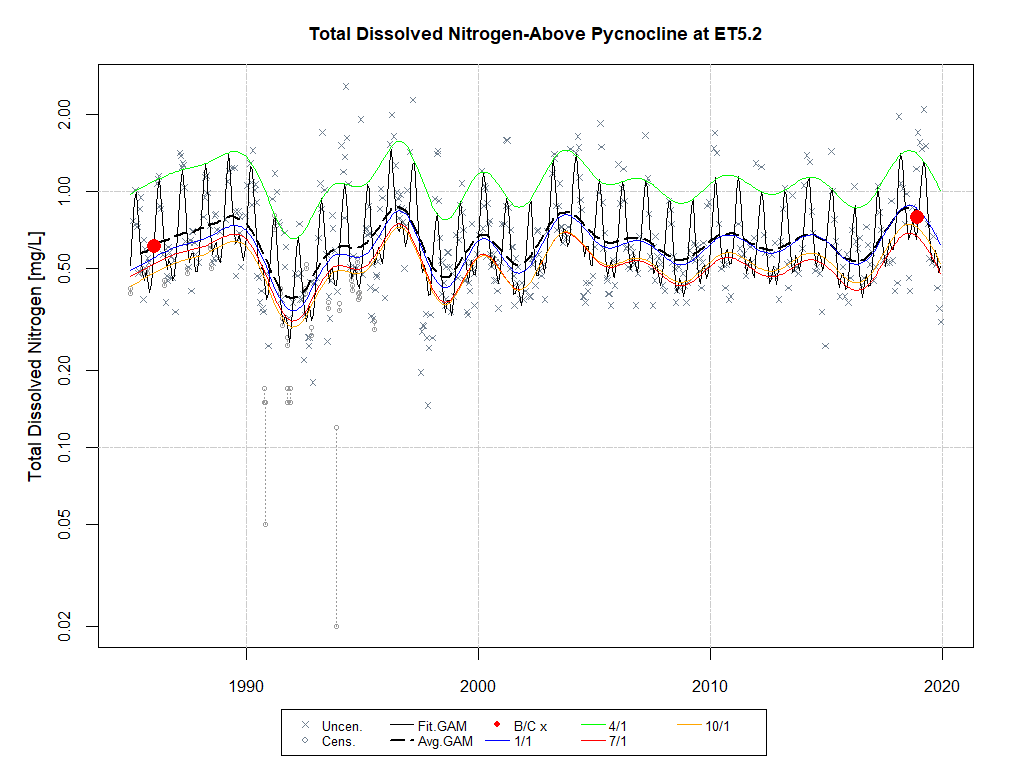 Total Dissolved Nitrogen-Above Pycnocline at ET5.2
Total Dissolved Nitrogen [mg/L]
2.00
1.00
0.50
0.20
0.10
0.05
0.02
1990 2000 2010 2020
Uncen. Fit.GAM B/C x 4/1 10/1
Cens. Avg.GAM 1/1 7/1